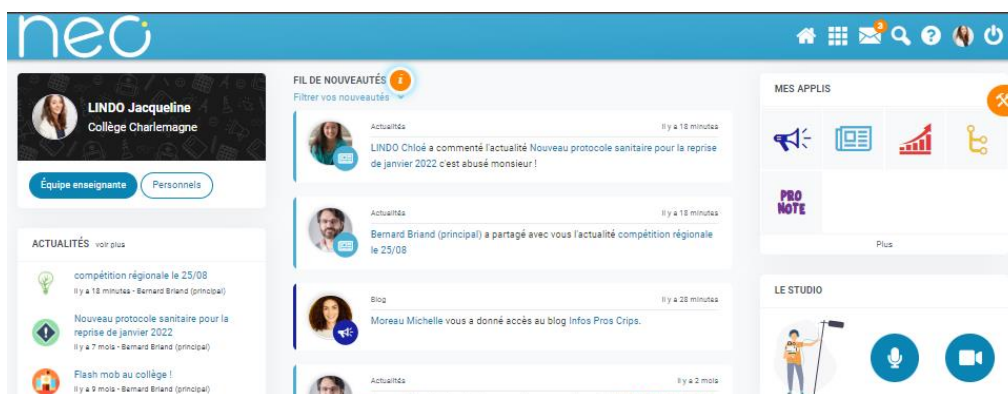 neo
3
LINDO Jacqueline
Collège Charlemagne
Équipe enseignante
Personnels
ACTUALITÉS voir plus
compétition régionale le 25/08
Il y a 18 minutes - Bernard Briand (principal)
Nouveau protocole sanitaire pour la
reprise de janvier 2022
Il y a 7 mois - Bernard Briand (principal)
Flash mob au collège !
Il y a 9 mois - Bernard Briand (principal)
FIL DE NOUVEAUTÉS
Filtrer vos nouveautés
Actualités
Il y a 18 minutes
LINDO Chloé a commenté l'actualité Nouveau protocole sanitaire pour la reprise
de janvier 2022 c'est abusé monsieur !
Actualités
Il y a 18 minutes
Bernard Briand (principal) a partagé avec vous l'actualité compétition régionale
le 25/08
Blog
Il y a 28 minutes
Moreau Michelle vous a donné accès au blog Infos Pros Crips.
Actualités
Il y a 2 mois
MES APPLIS
PRO
NOTE
Plus
LE STUDIO